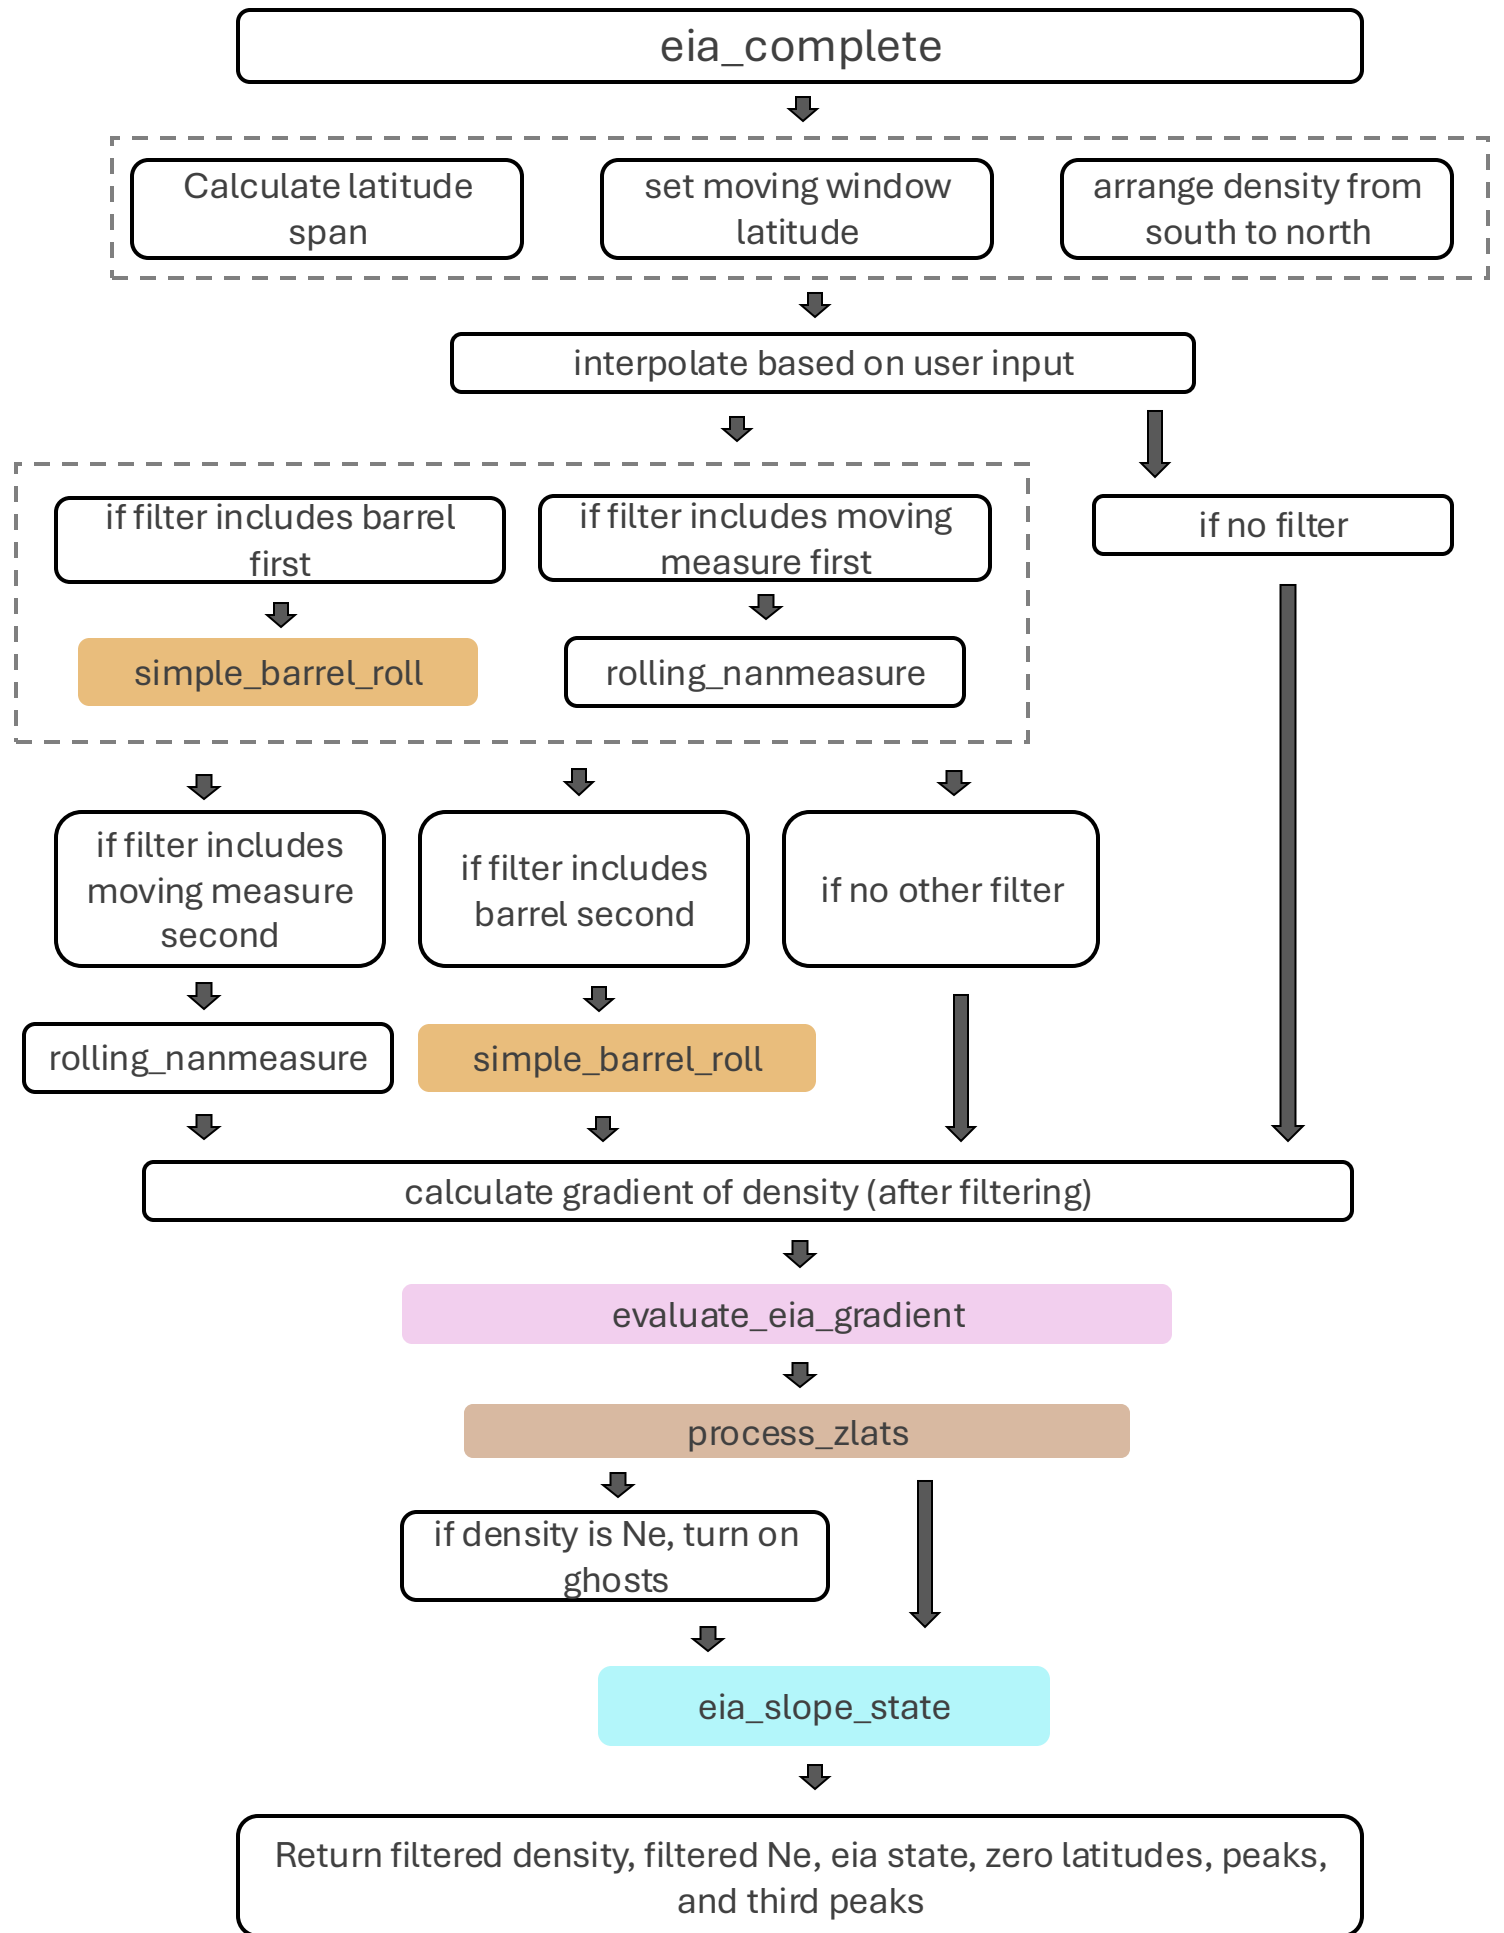 eia_complete
Calculate latitude
span
set moving window
latitude
arrange density from
south to north
interpolate based on user input
if filter includes barrel
first
if filter includes moving
measure first
if no filter
simple_barrel_roll
rolling_nanmeasure
if filter includes
moving measure
second
if filter includes
barrel second
if no other filter
rolling_nanmeasure
simple_barrel_roll
calculate gradient of density (after filtering)
evaluate_eia_gradient
process_zlats
if density is Ne, turn on
ghosts
eia_slope_state
Return filtered density, filtered Ne, eia state, zero latitudes, peaks,
and third peaks